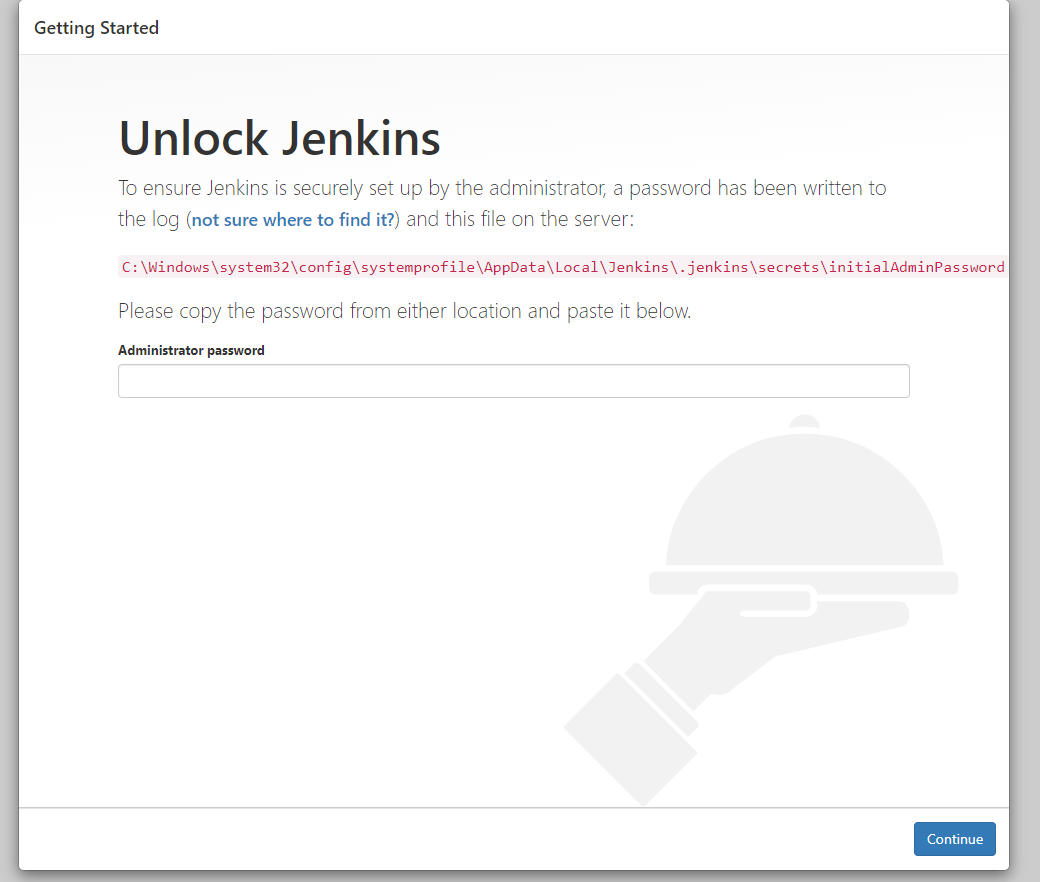 Getting Started
Unlock Jenkins
To ensure Jenkins is securely set up by the administrator, a password has been written to
the log (not sure where to find it?) and this file on the server:
C:\Windows\system32\config\systemprofile\AppData\Local\Jenkins\.jenkins\secrets\initialAdminPassword
Please copy the password from either location and paste it below.
Administrator password
Continue